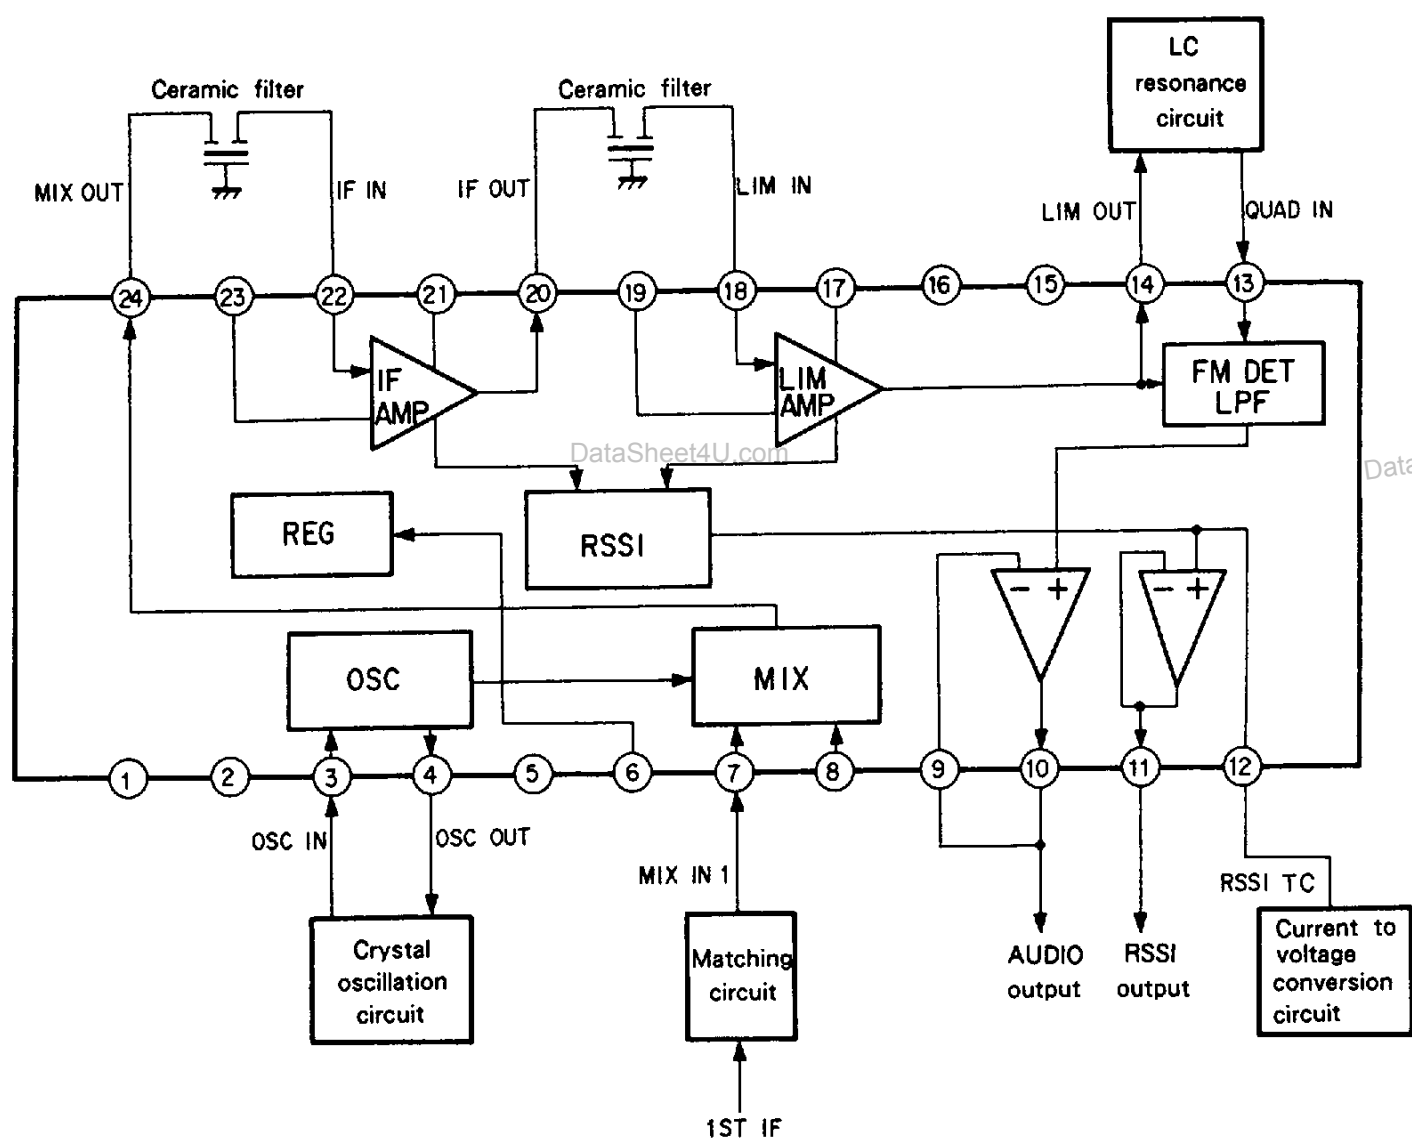 LC
resonance
circuit
Ceramic filter
Ceramic filter
MIX OUT
IF IN
IF OUT
LIM IN
LIM OUT
QUAD IN
24
23
22
21
20
19
18
17
16
15
14
13
IF
AMP
LIM
AMP
FM DET
LPF
DataSheet4U.com
Data
REG
RSSI
- +
- +
OSC
MIX
1
2
3
4
5
6
7
8
9
10
11
12
OSC IN
OSC OUT
MIX IN 1
RSSI TC
Crystal
oscillation
circuit
Matching
circuit
AUDIO
output
RSSI
output
Current to
voltage
conversion
circuit
1ST IF